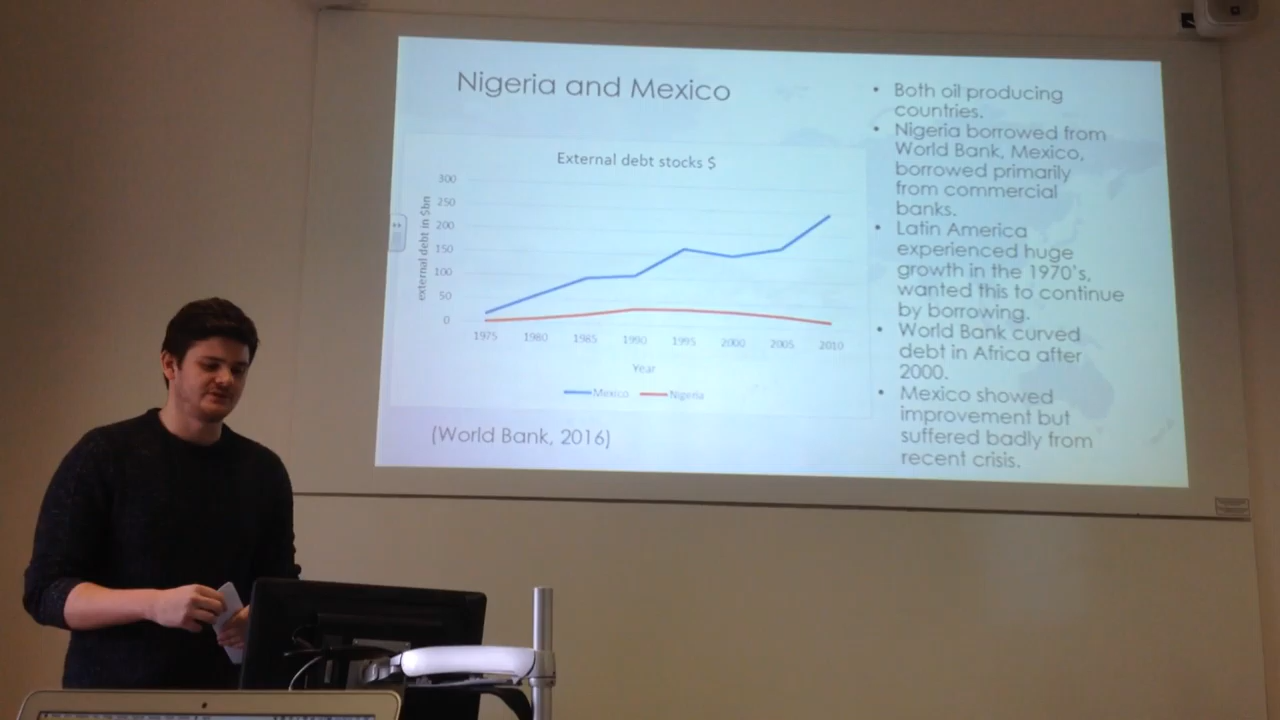 Nigeria and Mexico
External debt stocks $
300
250
200
150
100
50
0
external debt in $bn
1975 1980 1985 1990 1995 2000 2005 2010
Year
Mexico Nigeria
(World Bank, 2016)
• Both oil producing
countries.
• Nigeria borrowed from
World Bank, Mexico,
borrowed primarily
from commercial
banks.
• Latin America
experienced huge
growth in the 1970's,
wanted this to continue
by borrowing.
• World Bank curved
debt in Africa after
2000.
• Mexico showed
improvement but
suffered badly from
recent crisis.